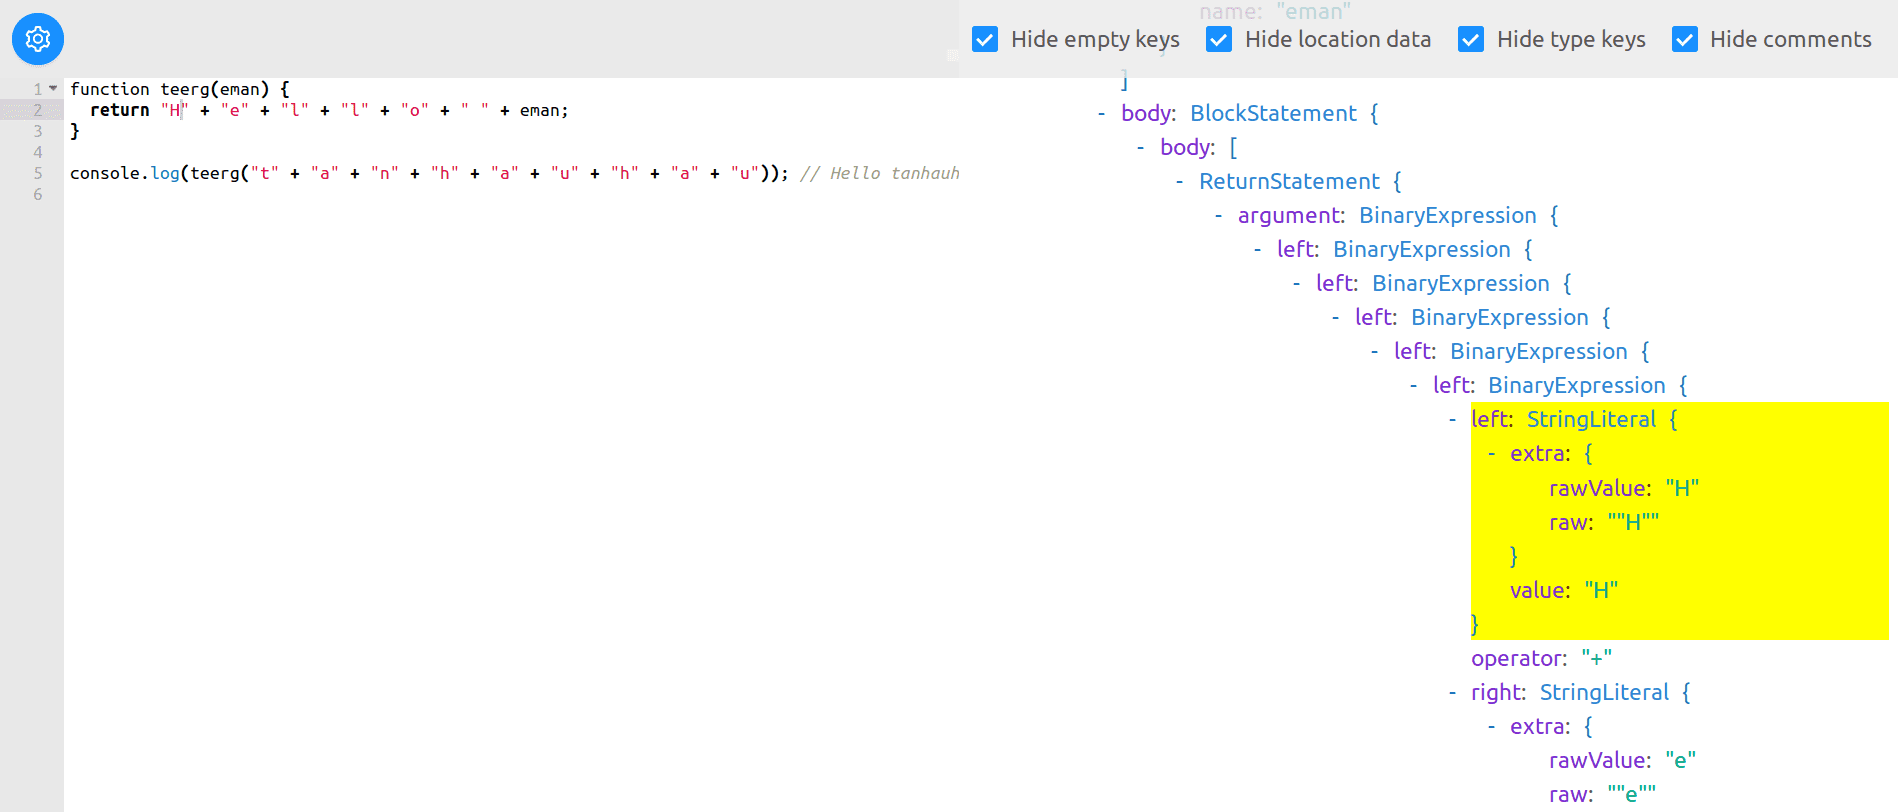 name: "eman"
Hide empty keys Hide location data Hide type keys Hide comments
1 function teerg(eman) {
2 return "H" + "e" + "l" + "l" + "o" + " " + eman;
3 }
4
5 console.log(teerg("t" + "a" + "n" + "h" + "a" + "u" + "h" + "a" + "u")); // Hello tanhauh
6
]
- body: BlockStatement {
- body: [
- ReturnStatement {
- argument: BinaryExpression {
- left: BinaryExpression {
- left: BinaryExpression {
- left: BinaryExpression {
- left: BinaryExpression {
- left: BinaryExpression {
- left: StringLiteral {
- extra: {
rawValue: "H"
raw: ""H""
}
value: "H"
}
operator: "+"
- right: StringLiteral {
- extra: {
rawValue: "e"
raw: ""e""